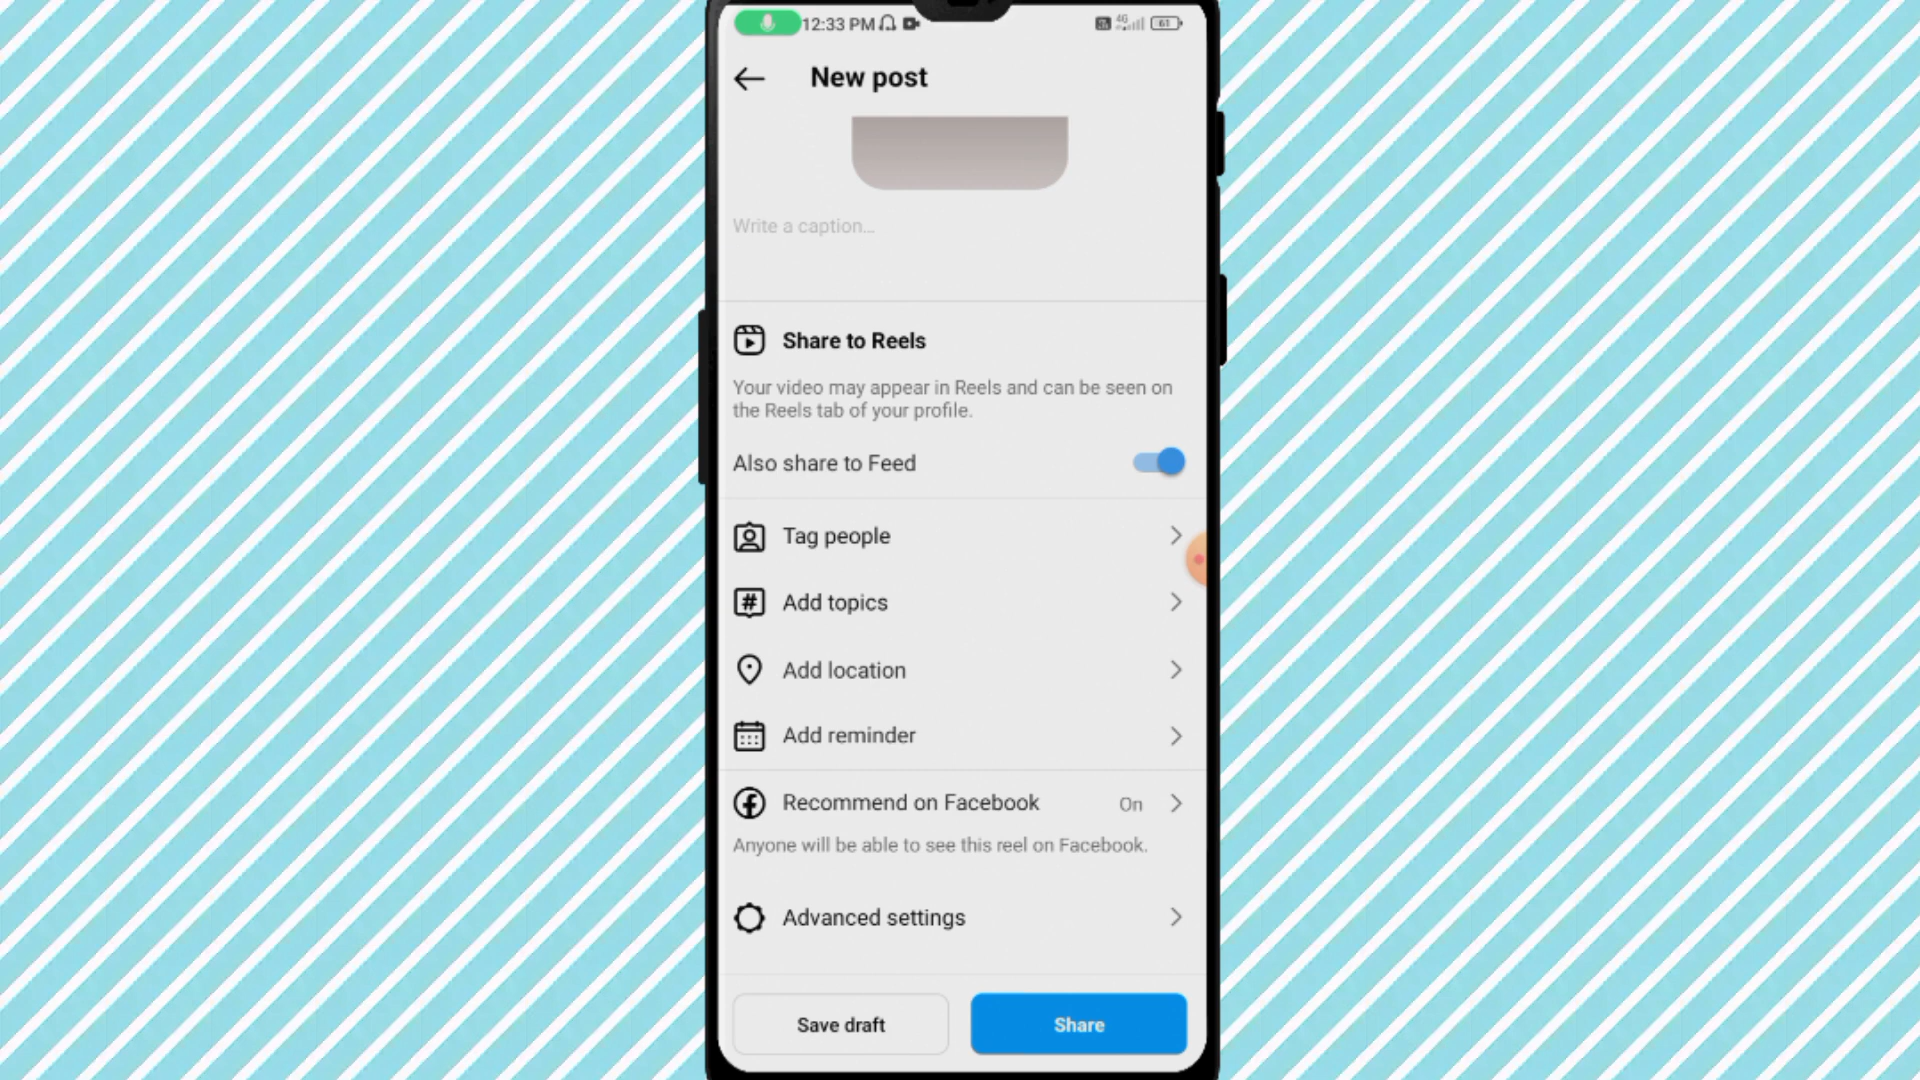 12:33 PM
4G
61
New post
Write a caption...
Share to Reels
Your video may appear in Reels and can be seen on
the Reels tab of your profile.
Also share to Feed
Tag people
# Add topics
Add location
Add reminder
Recommend on Facebook On
Anyone will be able to see this reel on Facebook.
Advanced settings
Save draft
Share